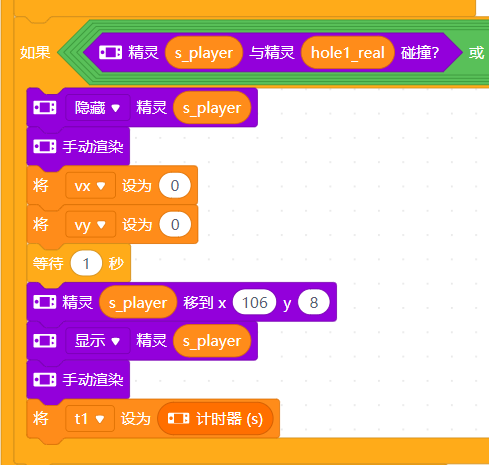 如果 精灵 s_player 与精灵 hole1_real 碰撞? 或
隐藏 精灵 s_player
手动渲染
将 vx 设为 0
将 vy 设为 0
等待 1 秒
精灵 s_player 移到 x 106 y 8
显示 精灵 s_player
手动渲染
将 t1 设为 计时器 (s)